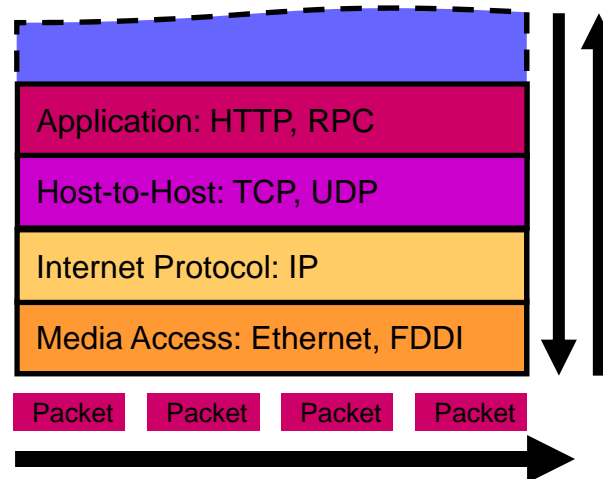 Application: HTTP, RPC
Host-to-Host: TCP, UDP
Internet Protocol: IP
Media Access: Ethernet, FDDI
Packet Packet Packet Packet